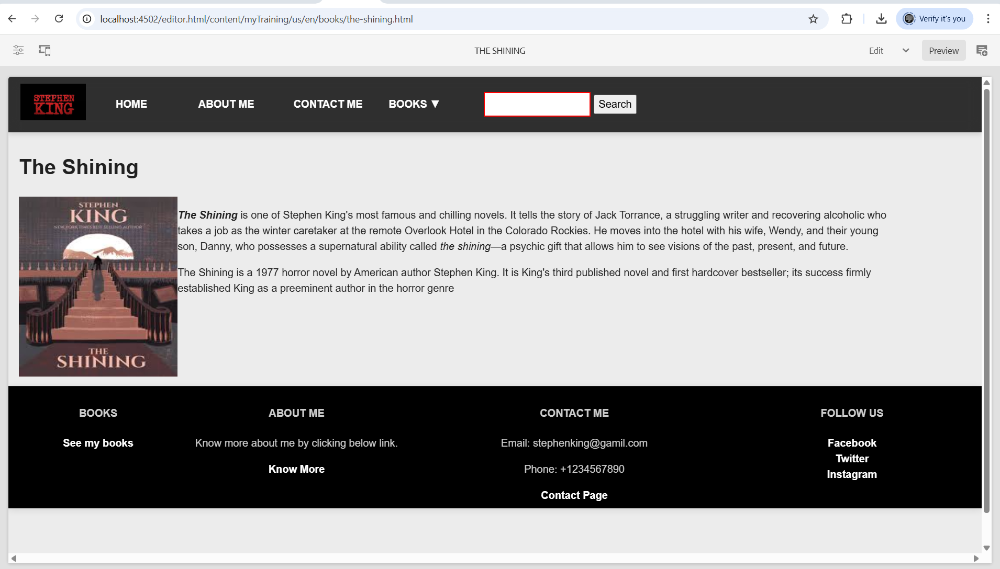 localhost:4502/editor.html/content/myTraining/us/en/books/the-shining.html
Verify it's you
THE SHINING
Edit
Preview
STEPHEN
KING
HOME
ABOUT ME
CONTACT ME
BOOKS ▼
Search
The Shining
STEPHEN
KING
NEW YORK TIMES BEST SELLING AUTHOR
THE
SHINING
The Shining is one of Stephen King's most famous and chilling novels. It tells the story of Jack Torrance, a struggling writer and recovering alcoholic who
takes a job as the winter caretaker at the remote Overlook Hotel in the Colorado Rockies. He moves into the hotel with his wife, Wendy, and their young
son, Danny, who possesses a supernatural ability called the shining—a psychic gift that allows him to see visions of the past, present, and future.
The Shining is a 1977 horror novel by American author Stephen King. It is King's third published novel and first hardcover bestseller; its success firmly
established King as a preeminent author in the horror genre
BOOKS
See my books
ABOUT ME
Know more about me by clicking below link.
Know More
CONTACT ME
Email: stephenking@gamil.com
Phone: +1234567890
Contact Page
FOLLOW US
Facebook
Twitter
Instagram